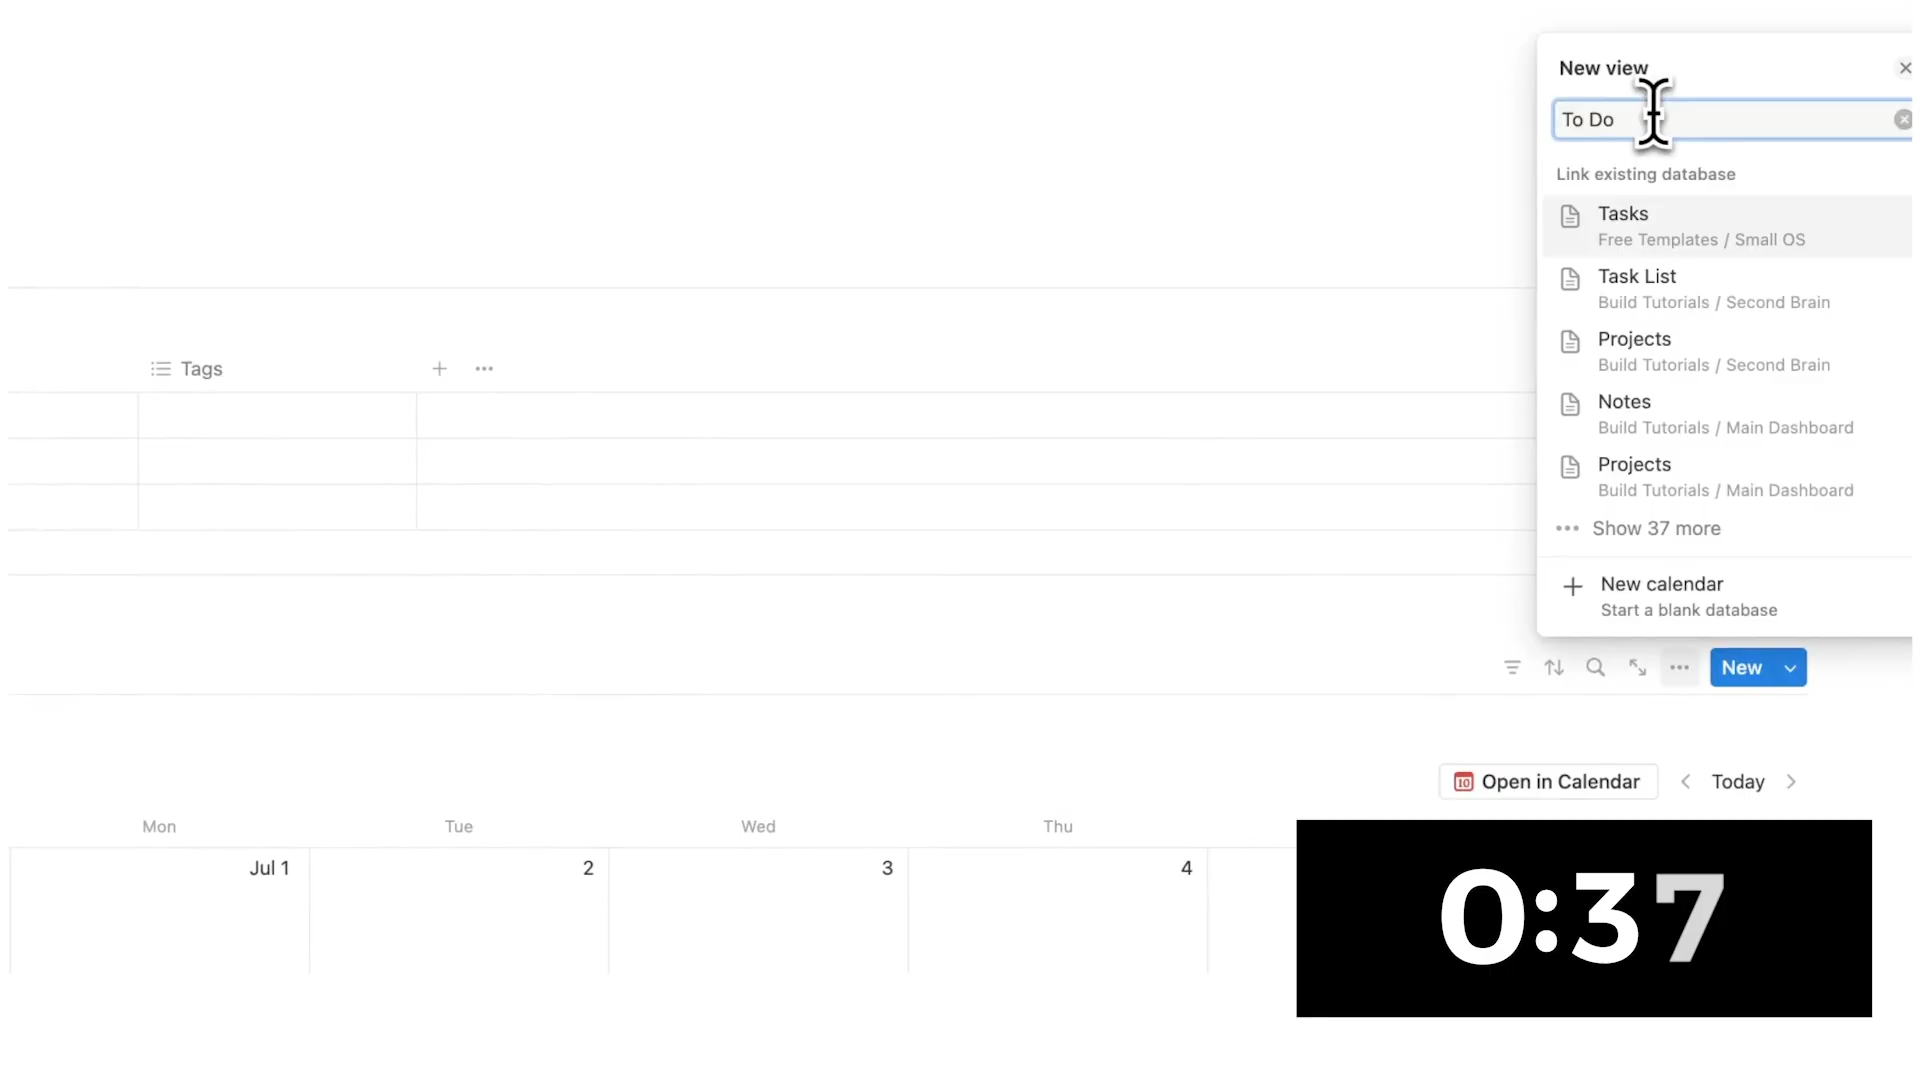 New view
To Do
Link existing database
Tasks
Free Templates / Small OS
Task List
Build Tutorials / Second Brain
Projects
Build Tutorials / Second Brain
Notes
Build Tutorials / Main Dashboard
Projects
Build Tutorials / Main Dashboard
Show 37 more
New calendar
Start a blank database
Tags
New
10 Open in Calendar
Today
Mon Tue Wed Thu
Jul 1 2 3 4
0:37